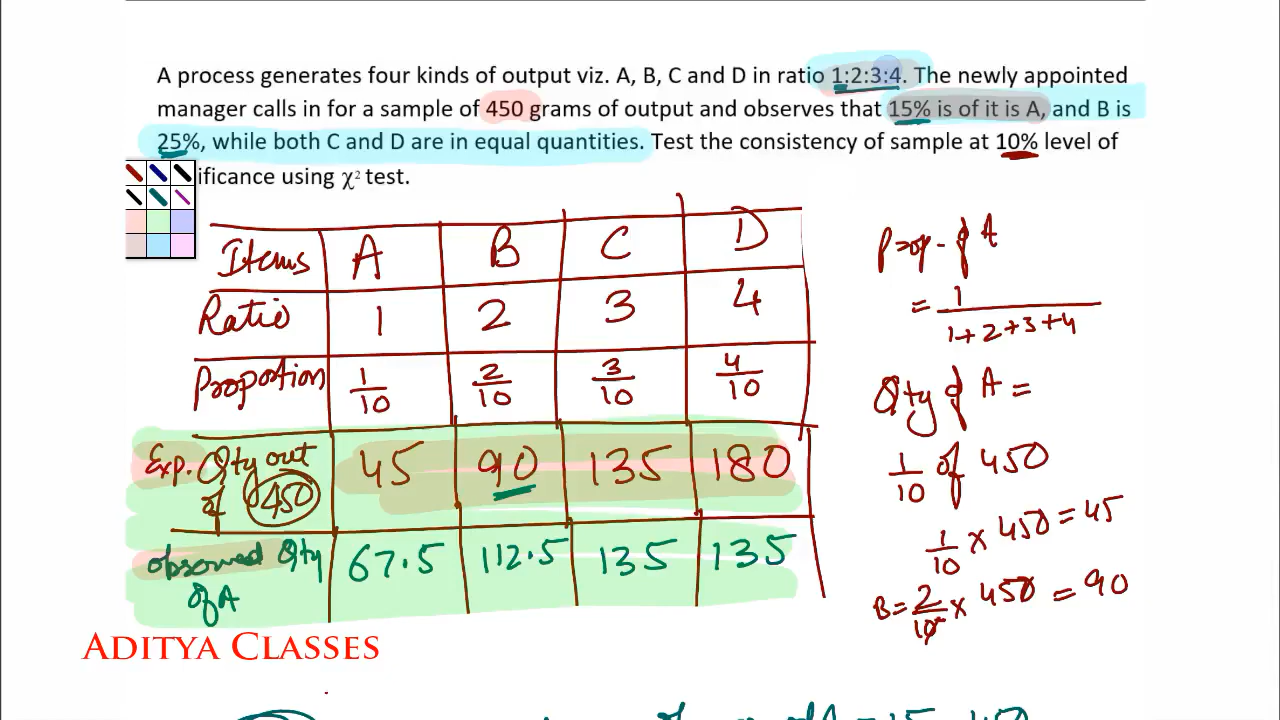 A process generates four kinds of output viz. A, B, C and D in ratio 1:2:3:4. The newly appointed
manager calls in for a sample of 450 grams of output and observes that 15% is of it is A, and B is
25%, while both C and D are in equal quantities. Test the consistency of sample at 10% level of
ificance using χ² test.
Items A B C D
Ratio 1 2 3 4
Proportion 1/10 2/10 3/10 4/10
Exp. Qty out of 450 45 90 135 180
observed Qty of A 67.5 112.5 135 135
Prop. of A
= 1/(1+2+3+4)
Qty of A =
1/10 of 450
1/10 × 450 = 45
B = 2/10 × 450 = 90
ADITYA CLASSES
of A = 15 450